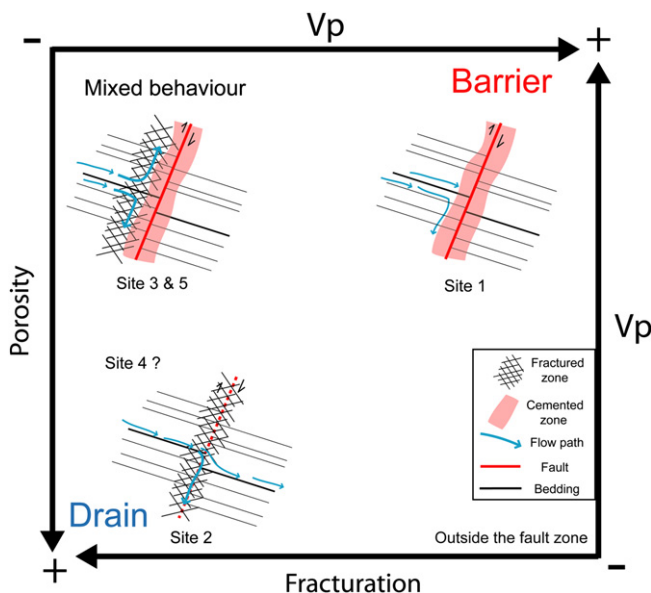 Vp
- +
Mixed behaviour
Barrier
Site 3 & 5
Site 1
Porosity
Vp
Site 4 ?
Fractured
zone
Cemented
zone
Flow path
Fault
Bedding
Drain
Site 2
Outside the fault zone
+ -
Fracturation